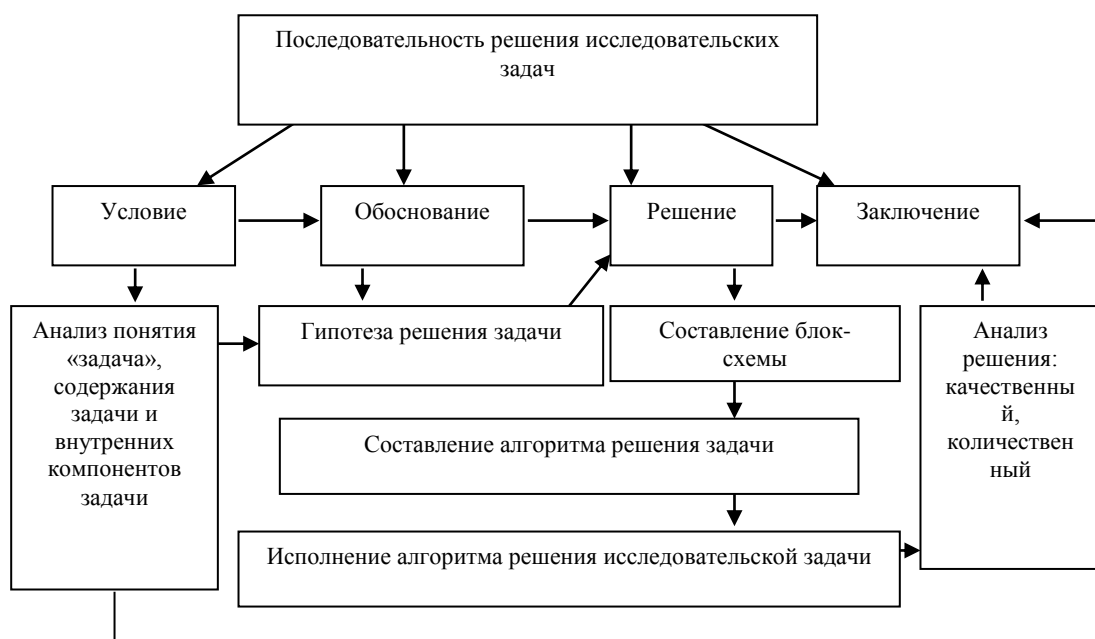 Последовательность решения исследовательских
задач
Условие
Обоснование
Решение
Заключение
Анализ понятия
«задача»,
содержания
задачи и
внутренних
компонентов
задачи
Гипотеза решения задачи
Составление блок-
схемы
Анализ
решения:
качественны
й,
количествен
ный
Составление алгоритма решения задачи
Исполнение алгоритма решения исследовательской задачи